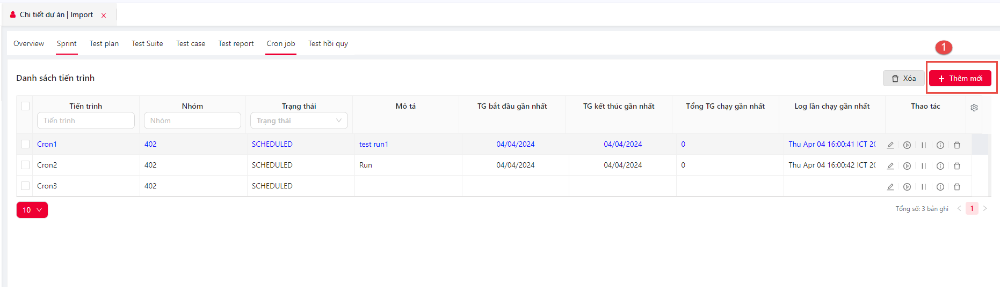 Chi tiết dự án | Import x
Overview Sprint Test plan Test Suite Test case Test report Cron job Test hồi quy
1
Danh sách tiến trình Xóa + Thêm mới
Tiến trình Nhóm Trạng thái Mô tả TG bắt đầu gần nhất TG kết thúc gần nhất Tổng TG chạy gần nhất Log lần chạy gần nhất Thao tác
Tiến trình Nhóm Trạng thái
Cron1 402 SCHEDULED test run1 04/04/2024 04/04/2024 0 Thu Apr 04 16:00:41 ICT 20
Cron2 402 SCHEDULED Run 04/04/2024 04/04/2024 0 Thu Apr 04 16:00:42 ICT 20
Cron3 402 SCHEDULED
10 Tổng số: 3 bản ghi < 1 >